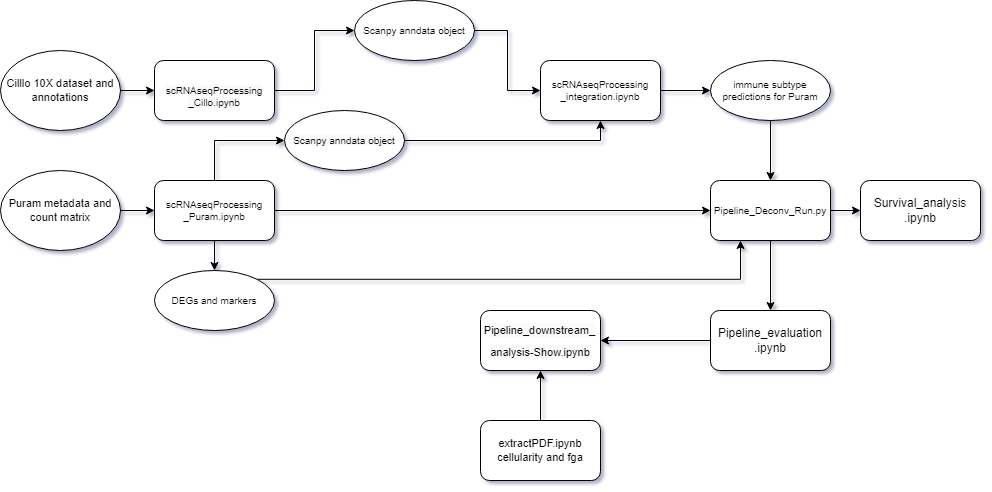 Scanpy anndata object
Cilllo 10X dataset and
annotations
scRNAseqProcessing
_Cillo.ipynb
scRNAseqProcessing
_integration.ipynb
immune subtype
predictions for Puram
Scanpy anndata object
Puram metadata and
count matrix
scRNAseqProcessing
_Puram.ipynb
Pipeline_Deconv_Run.py
Survival_analysis
.ipynb
DEGs and markers
Pipeline_downstream_
analysis-Show.ipynb
Pipeline_evaluation
.ipynb
extractPDF.ipynb
cellularity and fga